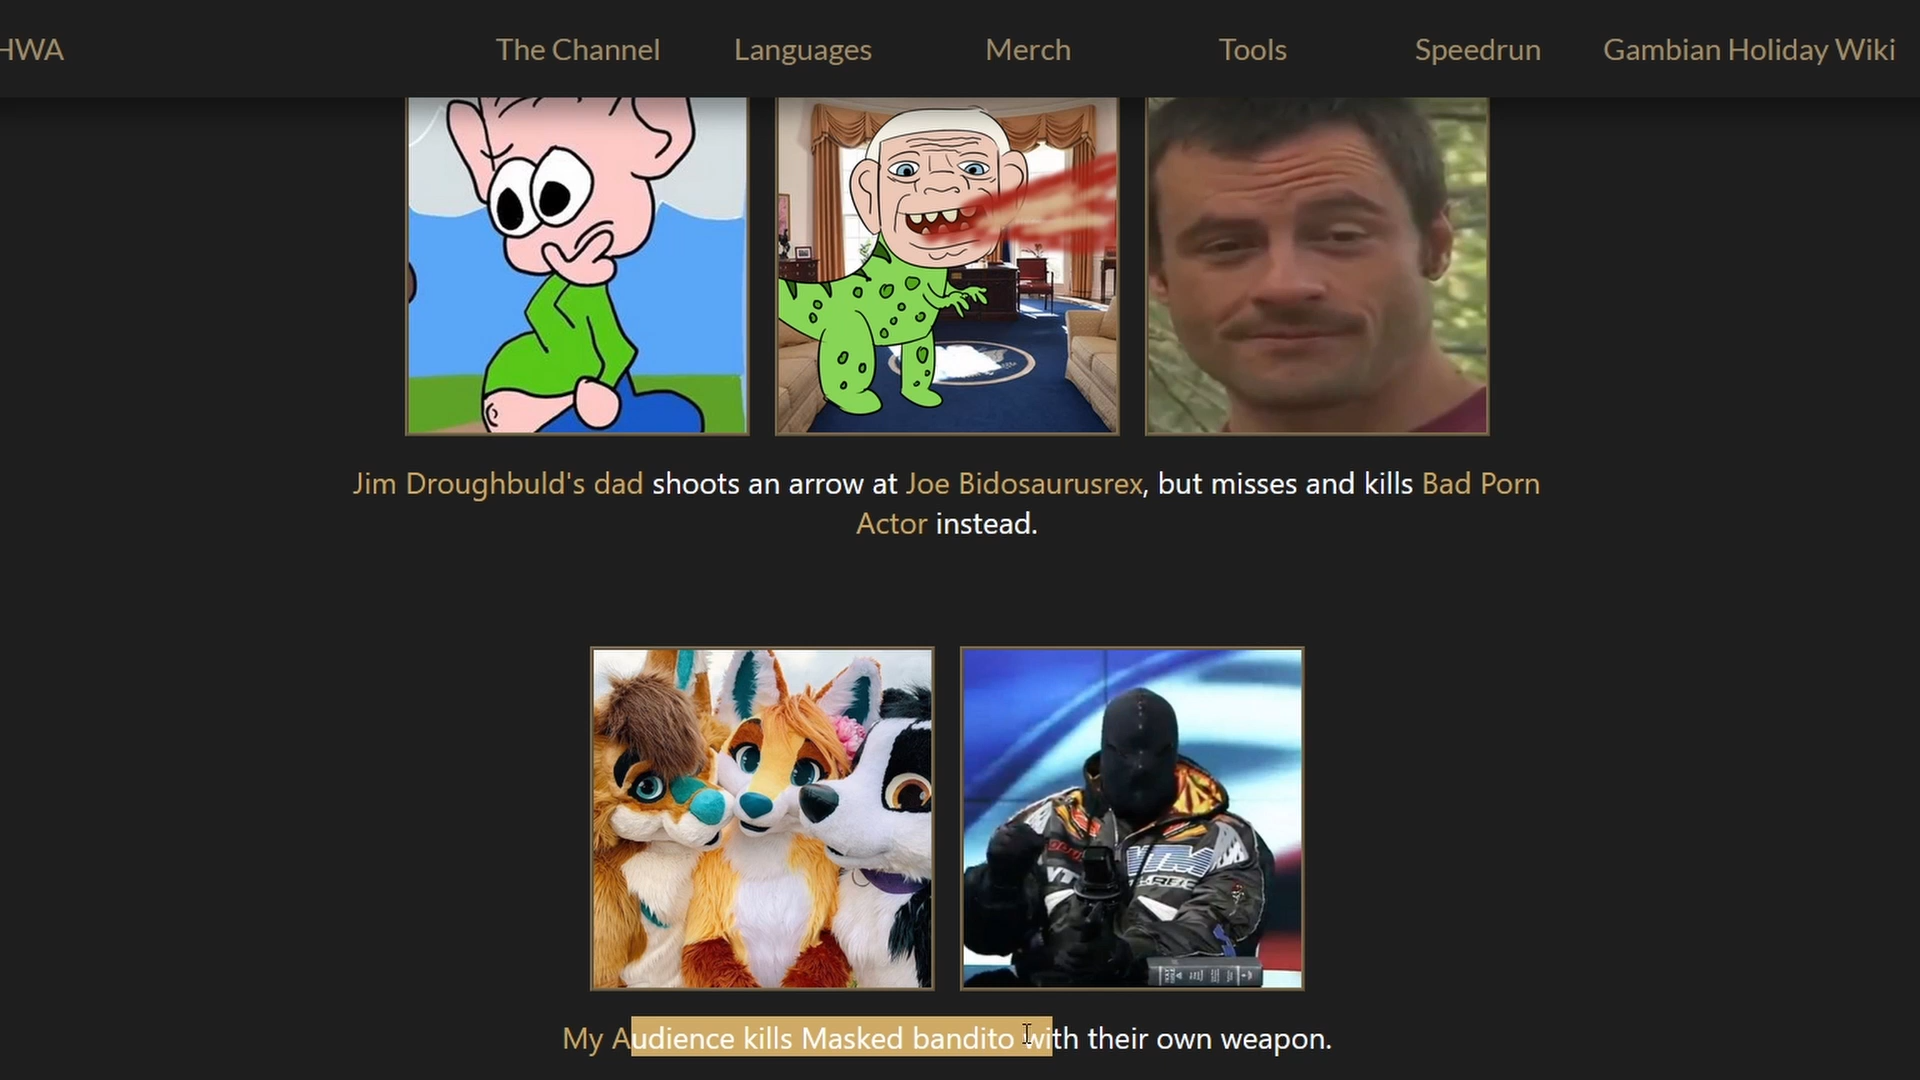 HWA The Channel Languages Merch Tools Speedrun Gambian Holiday Wiki
Jim Droughbuld's dad shoots an arrow at Joe Bidosaurusrex, but misses and kills Bad Porn
Actor instead.
My Audience kills Masked bandito with their own weapon.